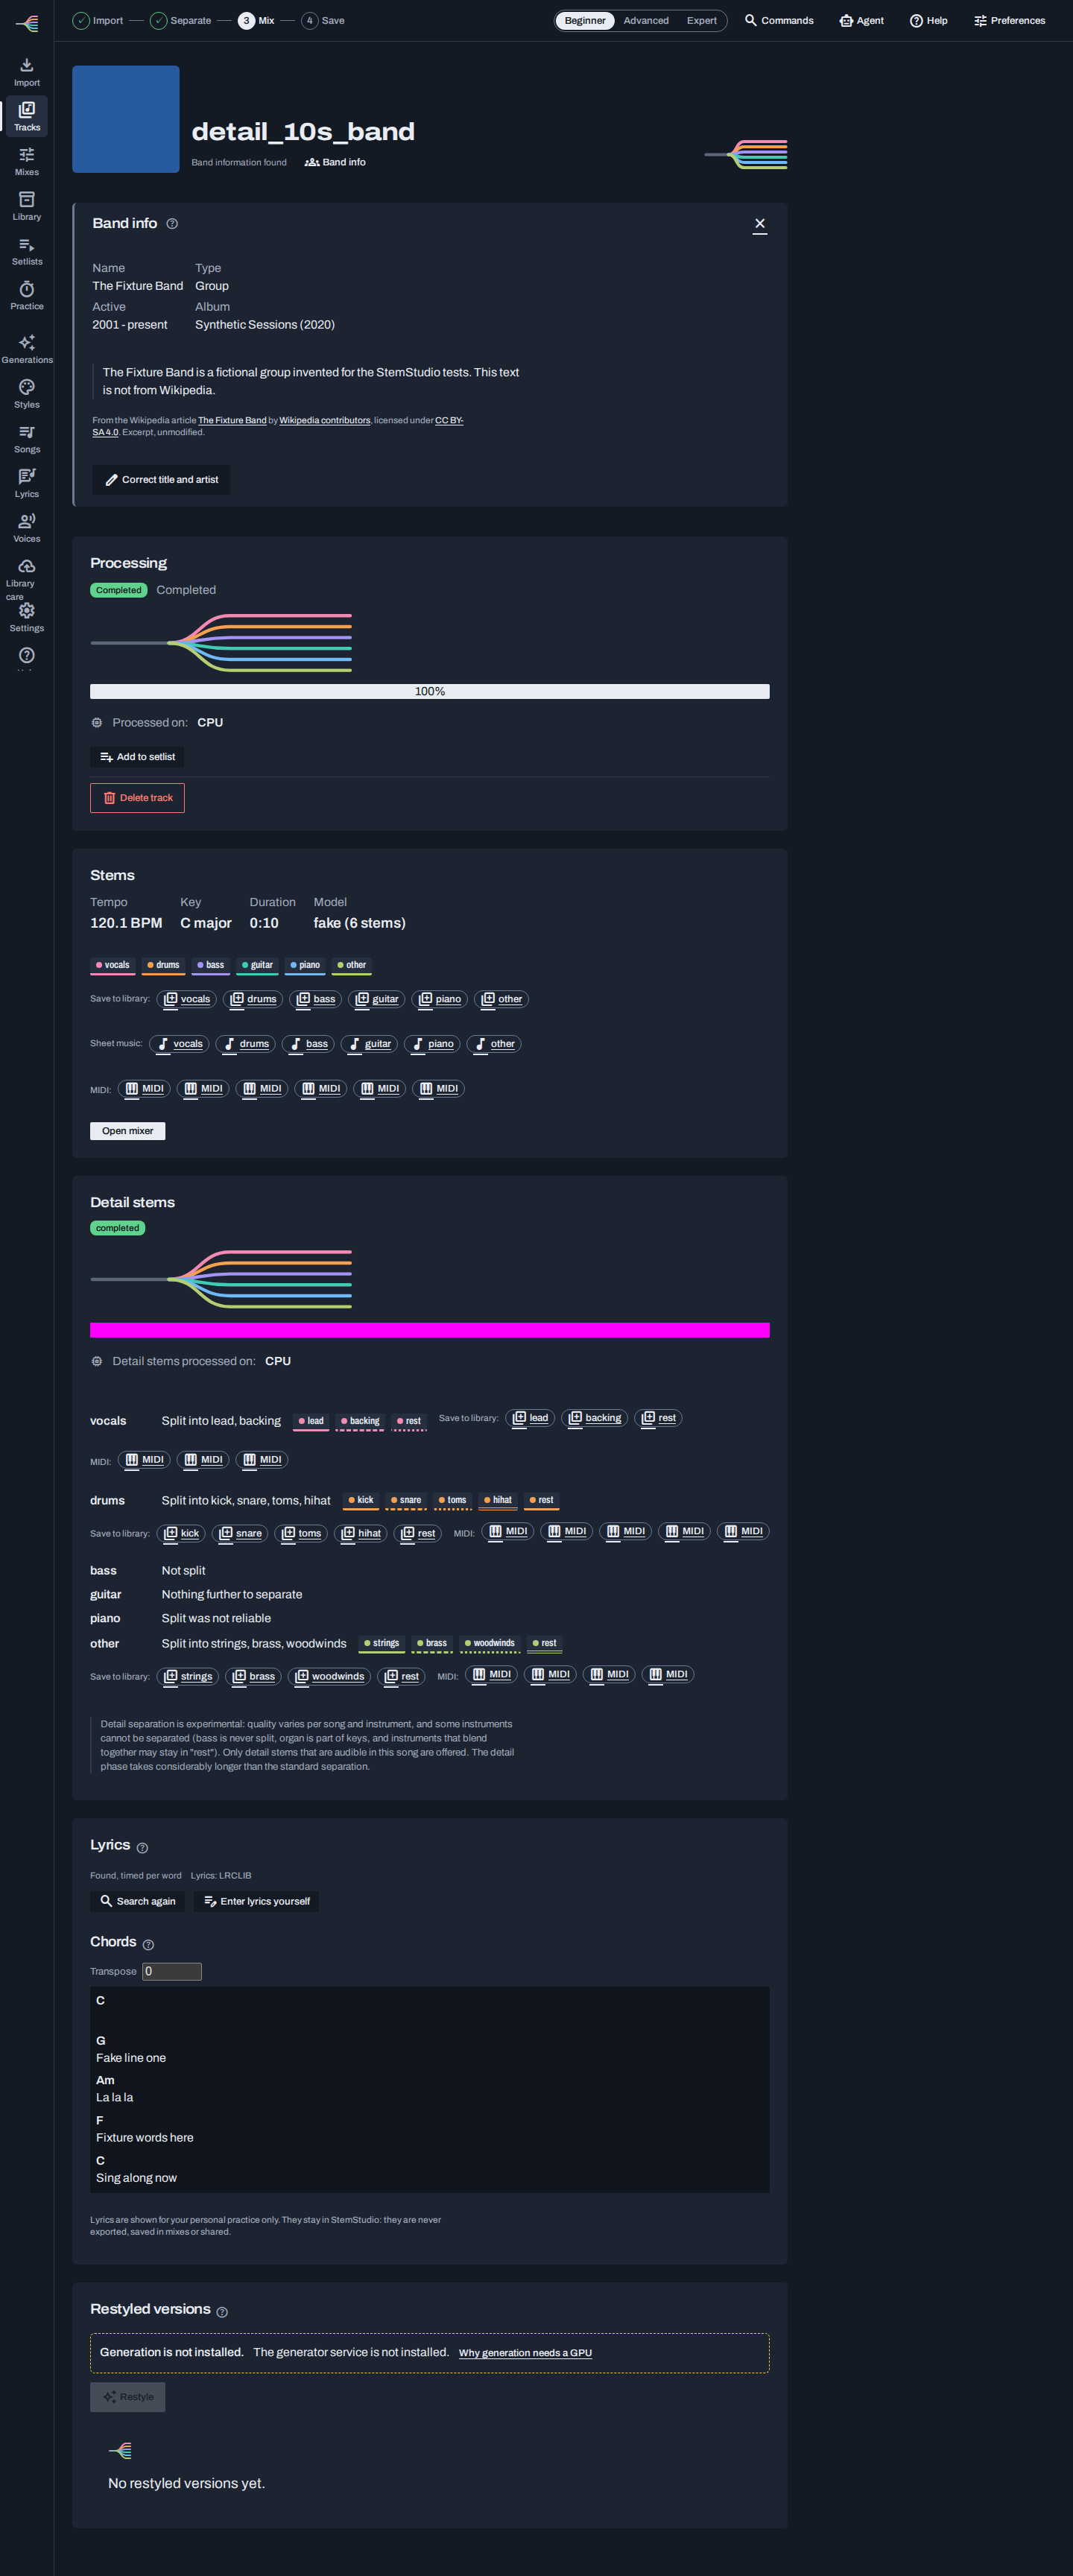 Import
Separate
3 Mix
4 Save
Beginner Advanced Expert
Commands
Agent
Help
Preferences
Import
Tracks
Mixes
Library
Setlists
Practice
Generations
Styles
Songs
Lyrics
Voices
Library care
Settings
detail_10s_band
Band information found
Band info
Band info
Name Type
The Fixture Band Group
Active Album
2001 - present Synthetic Sessions (2020)
The Fixture Band is a fictional group invented for the StemStudio tests. This text
is not from Wikipedia.
From the Wikipedia article The Fixture Band by Wikipedia contributors, licensed under CC BY-
SA 4.0. Excerpt, unmodified.
Correct title and artist
Processing
Completed Completed
100%
Processed on: CPU
Add to setlist
Delete track
Stems
Tempo Key Duration Model
120.1 BPM C major 0:10 fake (6 stems)
vocals drums bass guitar piano other
Save to library: vocals drums bass guitar piano other
Sheet music: vocals drums bass guitar piano other
MIDI: MIDI MIDI MIDI MIDI MIDI MIDI
Open mixer
Detail stems
completed
Detail stems processed on: CPU
vocals Split into lead, backing lead backing rest Save to library: lead backing rest
MIDI: MIDI MIDI MIDI
drums Split into kick, snare, toms, hihat kick snare toms hihat rest
Save to library: kick snare toms hihat rest MIDI: MIDI MIDI MIDI MIDI MIDI
bass Not split
guitar Nothing further to separate
piano Split was not reliable
other Split into strings, brass, woodwinds strings brass woodwinds rest
Save to library: strings brass woodwinds rest MIDI: MIDI MIDI MIDI MIDI
Detail separation is experimental: quality varies per song and instrument, and some instruments
cannot be separated (bass is never split, organ is part of keys, and instruments that blend
together may stay in "rest"). Only detail stems that are audible in this song are offered. The detail
phase takes considerably longer than the standard separation.
Lyrics
Found, timed per word Lyrics: LRCLIB
Search again
Enter lyrics yourself
Chords
Transpose 0
C
G
Fake line one
Am
La la la
F
Fixture words here
C
Sing along now
Lyrics are shown for your personal practice only. They stay in StemStudio: they are never
exported, saved in mixes or shared.
Restyled versions
Generation is not installed. The generator service is not installed. Why generation needs a GPU
Restyle
No restyled versions yet.